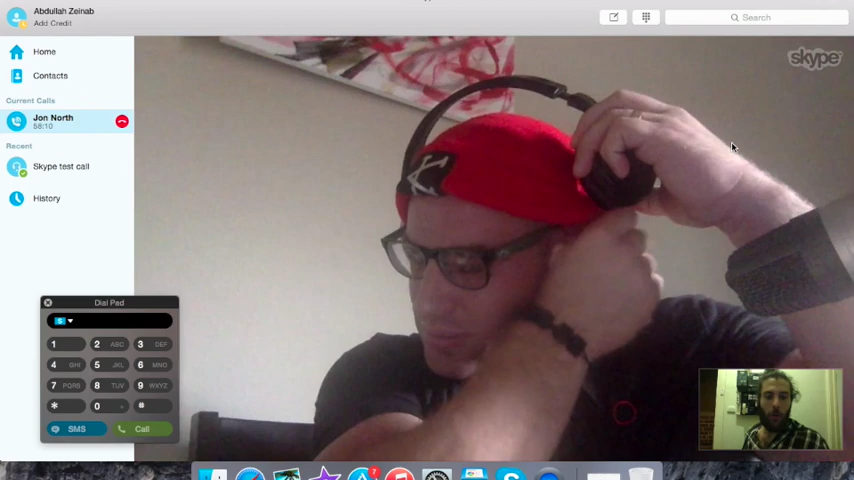 Abdullah Zeinab
Add Credit
Search
Home
Contacts
Current Calls
Jon North
58:10
Recent
Skype test call
History
skype
Dial Pad
S
1
2 ABC
3 DEF
4 GHI
5 JKL
6 MNO
7 PQRS
8 TUV
9 WXYZ
*
0 +
#
SMS
Call
7
S